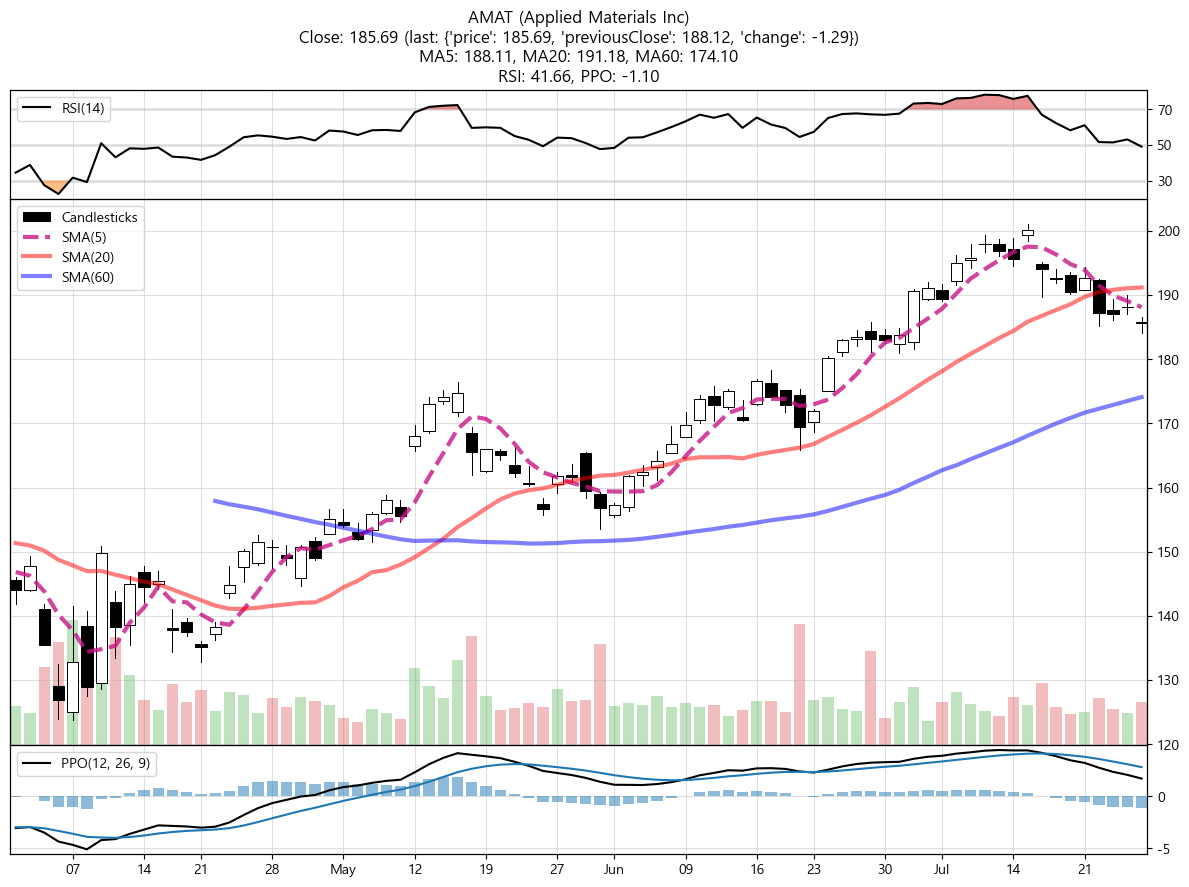 AMAT (Applied Materials Inc)
Close: 185.69 (last: {'price': 185.69, 'previousClose': 188.12, 'change': -1.29})
MA5: 188.11, MA20: 191.18, MA60: 174.10
RSI: 41.66, PPO: -1.10
RSI(14)
70
50
30
Candlesticks
SMA(5)
SMA(20)
SMA(60)
200
190
180
170
160
150
140
130
120
PPO(12, 26, 9)
0
-5
07 14 21 28 May 12 19 27 Jun 09 16 23 30 Jul 14 21